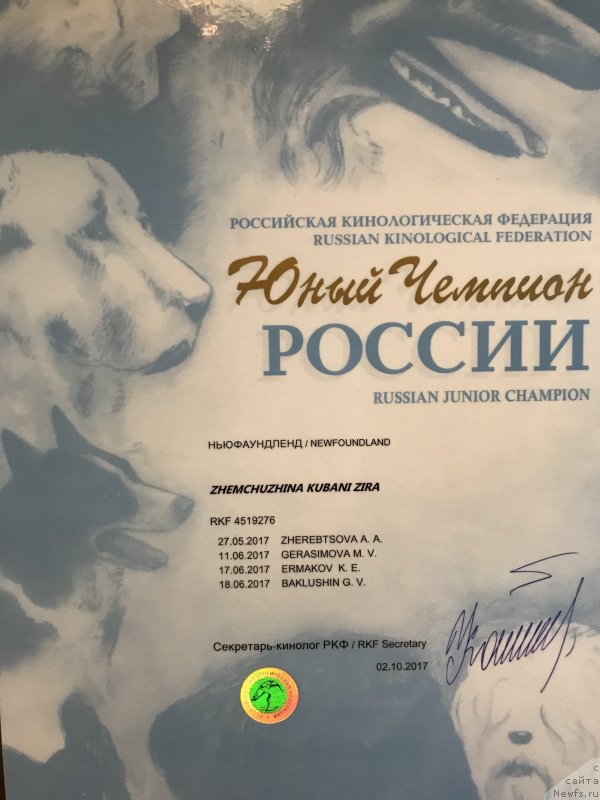 РОССИЙСКАЯ КИНОЛОГИЧЕСКАЯ ФЕДЕРАЦИЯ
RUSSIAN KINOLOGICAL FEDERATION
Юный Чемпион
РОССИИ
RUSSIAN JUNIOR CHAMPION
НЬЮФАУНДЛЕНД / NEWFOUNDLAND
ZHEMCHUZHINA KUBANI ZIRA
RKF 4519276
27.05.2017 ZHEREBTSOVA A. A.
11.06.2017 GERASIMOVA M. V.
17.06.2017 ERMAKOV K. E.
18.06.2017 BAKLUSHIN G. V.
Секретарь-кинолог РКФ / RKF Secretary
02.10.2017
с
сайта
Newfs.ru